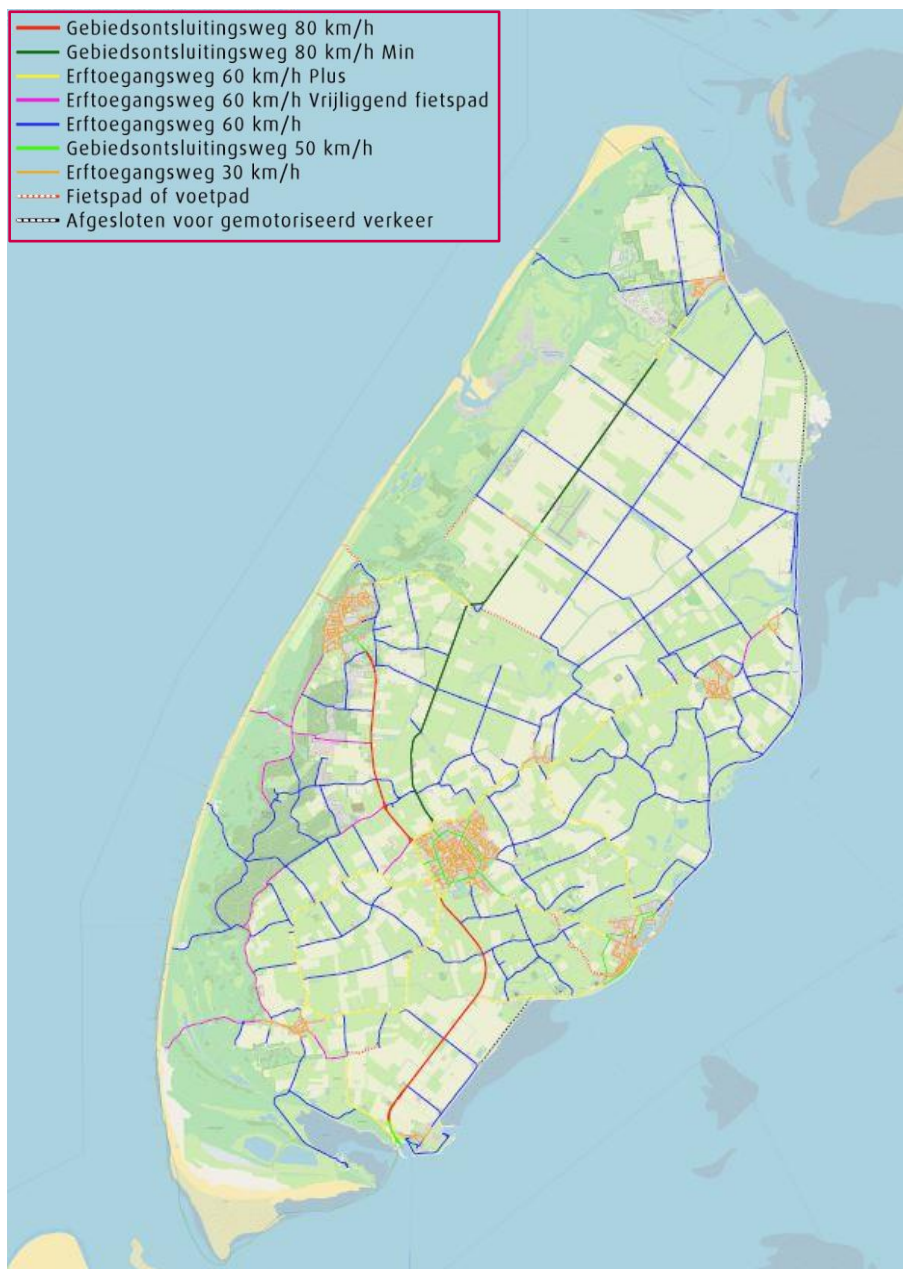 Gebiedsontsluitingsweg 80 km/h
Gebiedsontsluitingsweg 80 km/h Min
Erftoegangsweg 60 km/h Plus
Erftoegangsweg 60 km/h Vrijliggend fietspad
Erftoegangsweg 60 km/h
Gebiedsontsluitingsweg 50 km/h
Erftoegangsweg 30 km/h
Fietspad of voetpad
Afgesloten voor gemotoriseerd verkeer